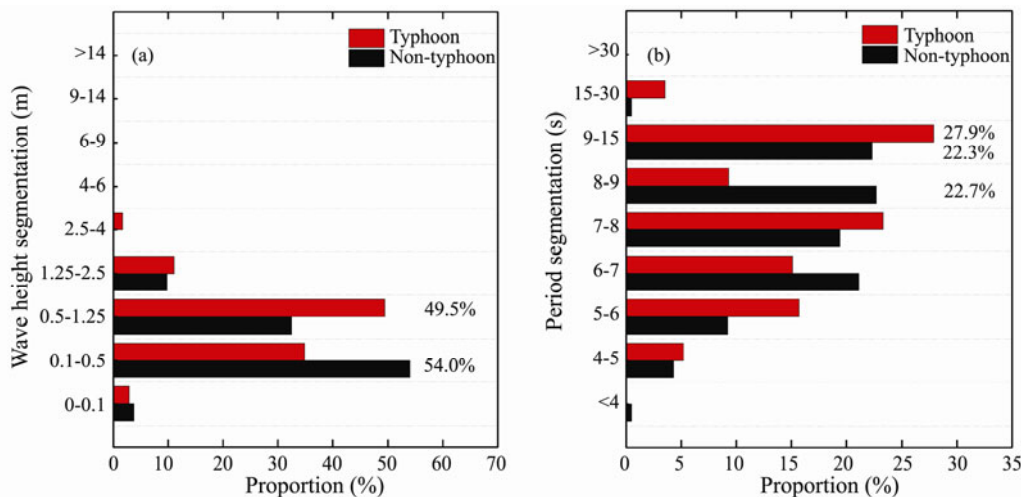 Wave height segmentation (m)
(a)
Typhoon
Non-typhoon
>14
9-14
6-9
4-6
2.5-4
1.25-2.5
0.5-1.25
0.1-0.5
0-0.1
49.5%
54.0%
0 10 20 30 40 50 60 70
Proportion (%)
Period segmentation (s)
(b)
Typhoon
Non-typhoon
>30
15-30
9-15
8-9
7-8
6-7
5-6
4-5
<4
27.9%
22.3%
22.7%
0 5 10 15 20 25 30 35
Proportion (%)